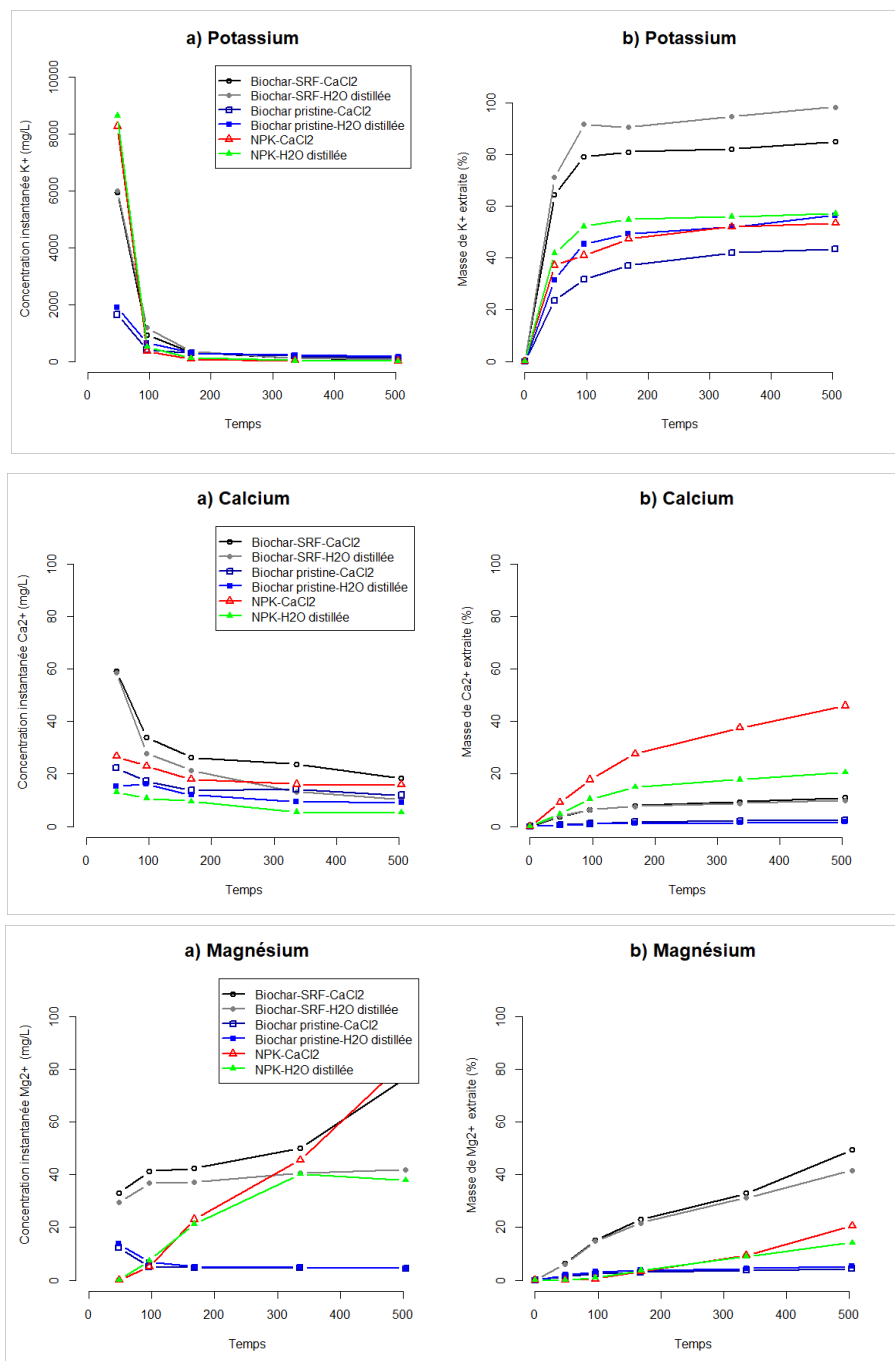 a) Potassium
b) Potassium
Concentration instantanée K+ (mg/L)
10000
8000
6000
4000
2000
0
Biochar-SRF-CaCl2
Biochar-SRF-H2O distillée
Biochar pristine-CaCl2
Biochar pristine-H2O distillée
NPK-CaCl2
NPK-H2O distillée
0 100 200 300 400 500
Temps
Masse de K+ extraite (%)
100
80
60
40
20
0
0 100 200 300 400 500
Temps
a) Calcium
b) Calcium
Concentration instantanée Ca2+ (mg/L)
100
80
60
40
20
0
Biochar-SRF-CaCl2
Biochar-SRF-H2O distillée
Biochar pristine-CaCl2
Biochar pristine-H2O distillée
NPK-CaCl2
NPK-H2O distillée
0 100 200 300 400 500
Temps
Masse de Ca2+ extraite (%)
100
80
60
40
20
0
0 100 200 300 400 500
Temps
a) Magnésium
b) Magnésium
Concentration instantanée Mg2+ (mg/L)
100
80
60
40
20
0
Biochar-SRF-CaCl2
Biochar-SRF-H2O distillée
Biochar pristine-CaCl2
Biochar pristine-H2O distillée
NPK-CaCl2
NPK-H2O distillée
0 100 200 300 400 500
Temps
Masse de Mg2+ extraite (%)
100
80
60
40
20
0
0 100 200 300 400 500
Temps